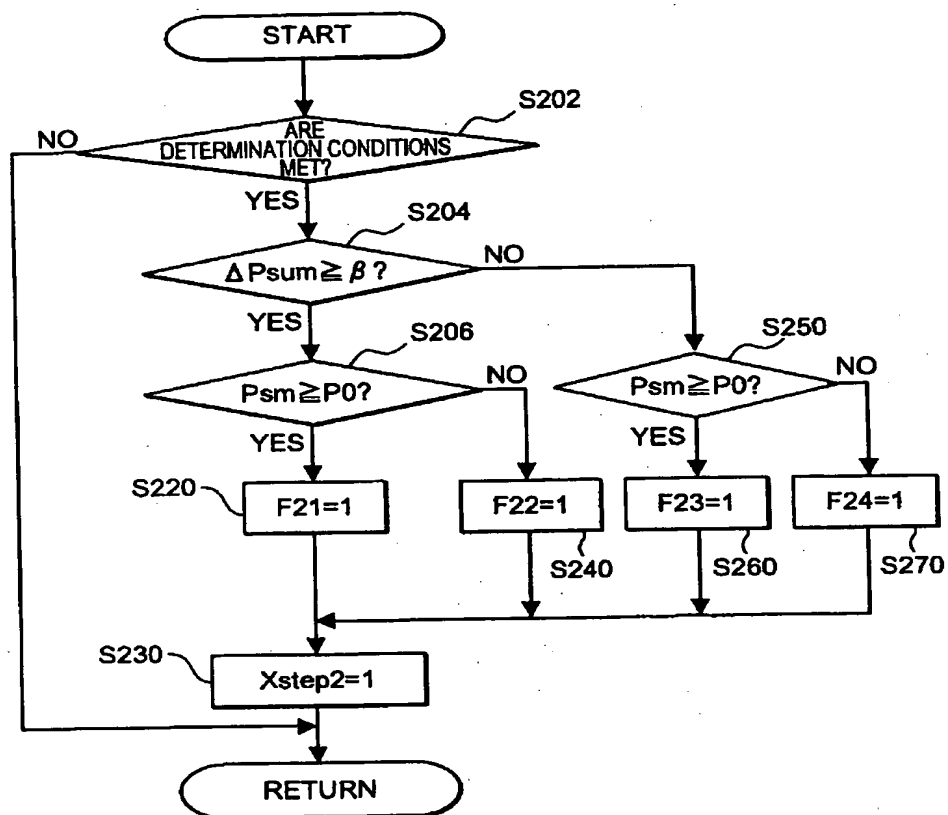 START
S202
NO
ARE
DETERMINATION CONDITIONS
MET?
YES
S204
ΔPsum≧β?
NO
YES
S206
S250
Psm≧P0?
NO
Psm≧P0?
NO
YES
YES
S220
F21=1
F22=1
F23=1
F24=1
S240
S260
S270
S230
Xstep2=1
RETURN